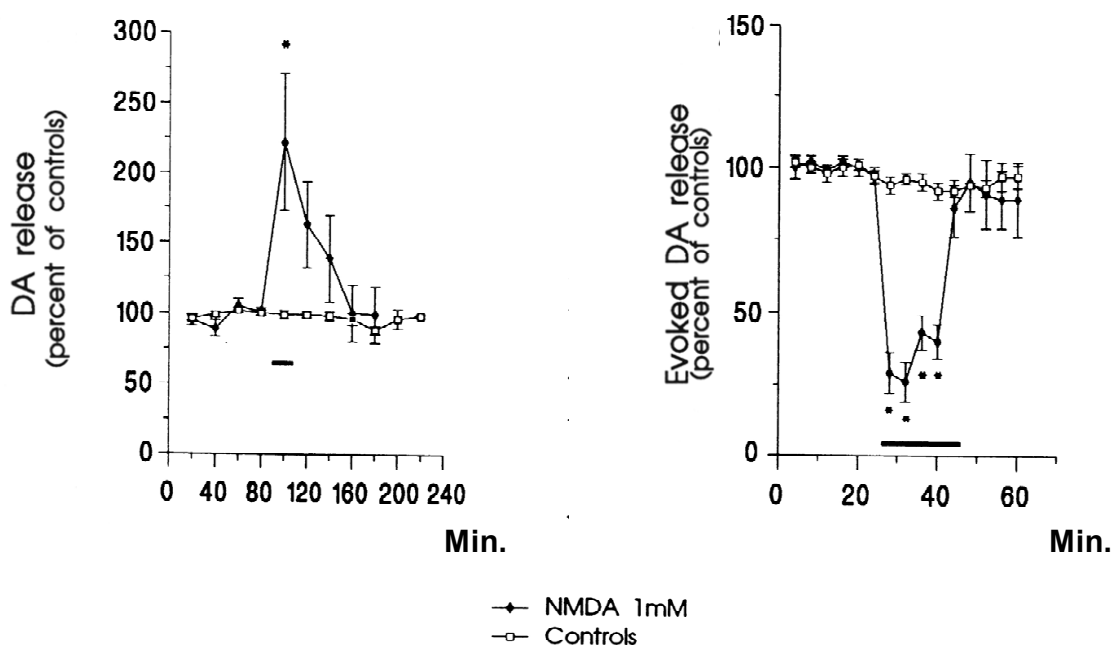 DA release
(percent of controls)
300
250
200
150
100
50
0
*
0 40 80 120 160 200 240
Min.
Evoked DA release
(percent of controls)
150
100
50
0
* * * *
0 20 40 60
Min.
NMDA 1mM
Controls